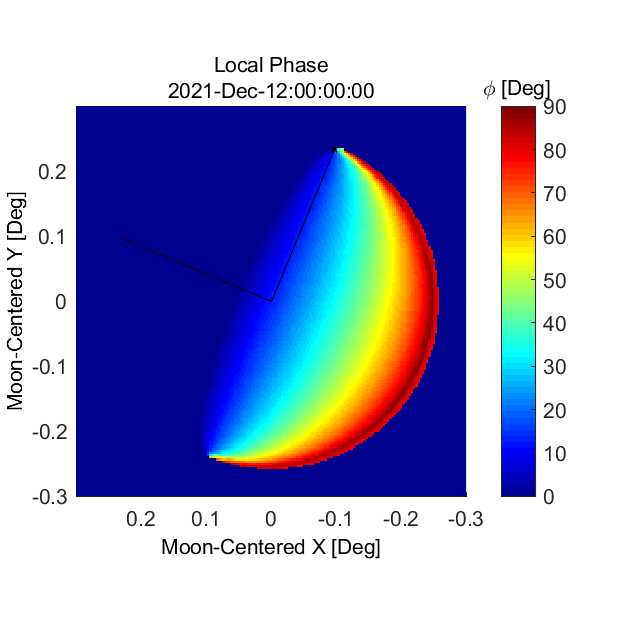 Local Phase
2021-Dec-12:00:00:00
ϕ [Deg]
Moon-Centered Y [Deg]
0.2
0.1
0
-0.1
-0.2
-0.3
0.2 0.1 0 -0.1 -0.2 -0.3
Moon-Centered X [Deg]
90
80
70
60
50
40
30
20
10
0